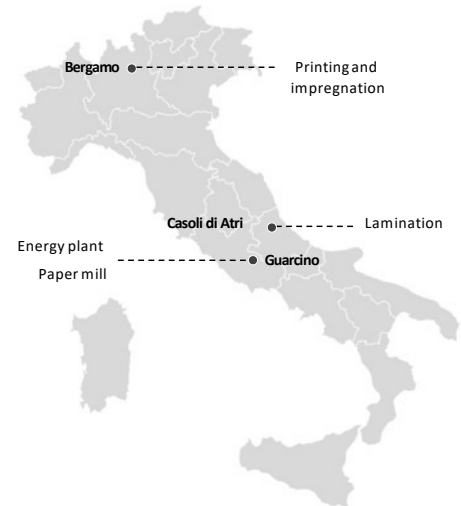 Bergamo
Printing and
impregnation
Casoli di Atri
Lamination
Energy plant
Paper mill
Guarcino